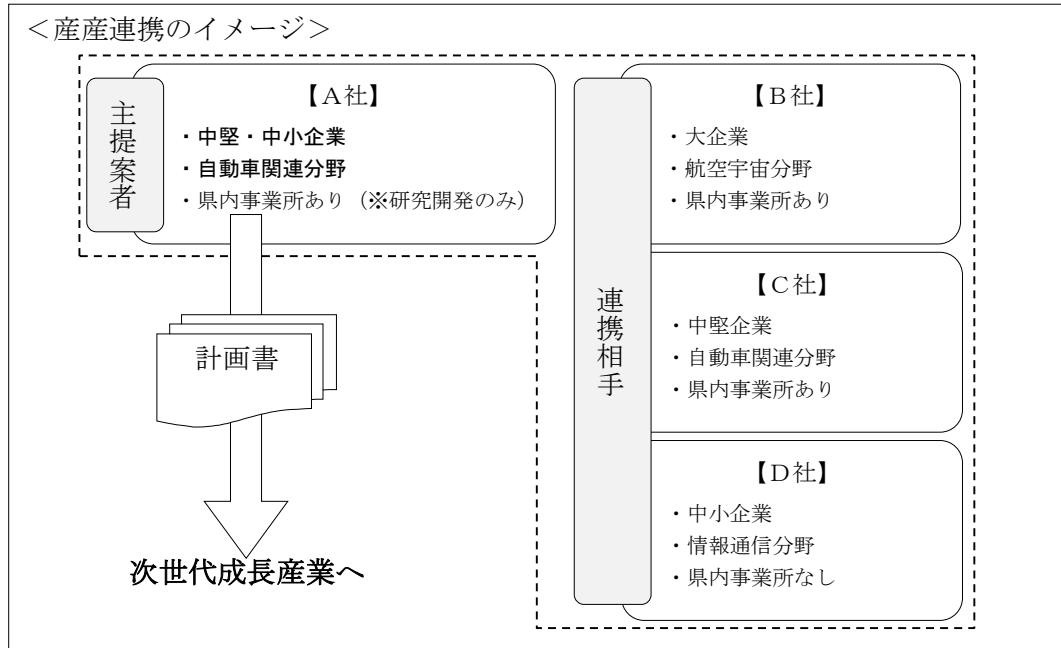 ＜産産連携のイメージ＞
主提案者
【Ａ社】
・中堅・中小企業
・自動車関連分野
・県内事業所あり（※研究開発のみ）
計画書
次世代成長産業へ
連携相手
【Ｂ社】
・大企業
・航空宇宙分野
・県内事業所あり
【Ｃ社】
・中堅企業
・自動車関連分野
・県内事業所あり
【Ｄ社】
・中小企業
・情報通信分野
・県内事業所なし